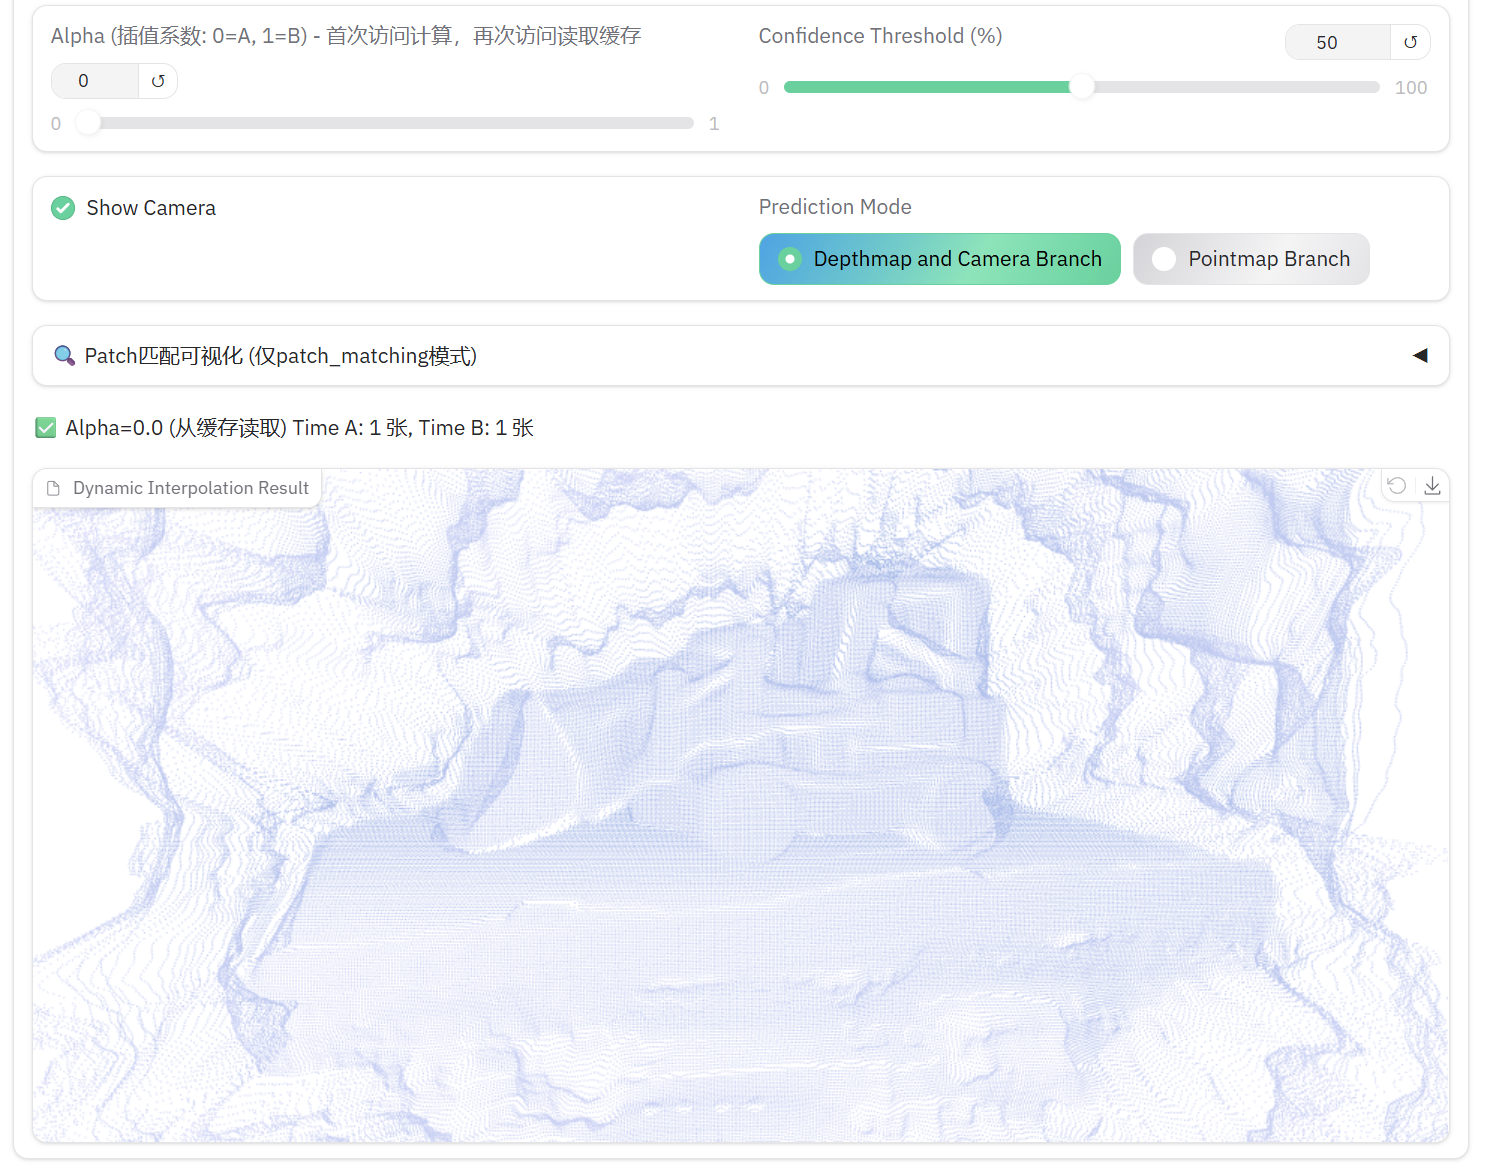 Alpha (插值系数: 0=A, 1=B) - 首次访问计算，再次访问读取缓存
0
↺
0
1
Confidence Threshold (%)
50
↺
0
100
Show Camera
Prediction Mode
Depthmap and Camera Branch
Pointmap Branch
🔍 Patch匹配可视化 (仅patch_matching模式)
✅ Alpha=0.0 (从缓存读取) Time A: 1 张, Time B: 1 张
Dynamic Interpolation Result